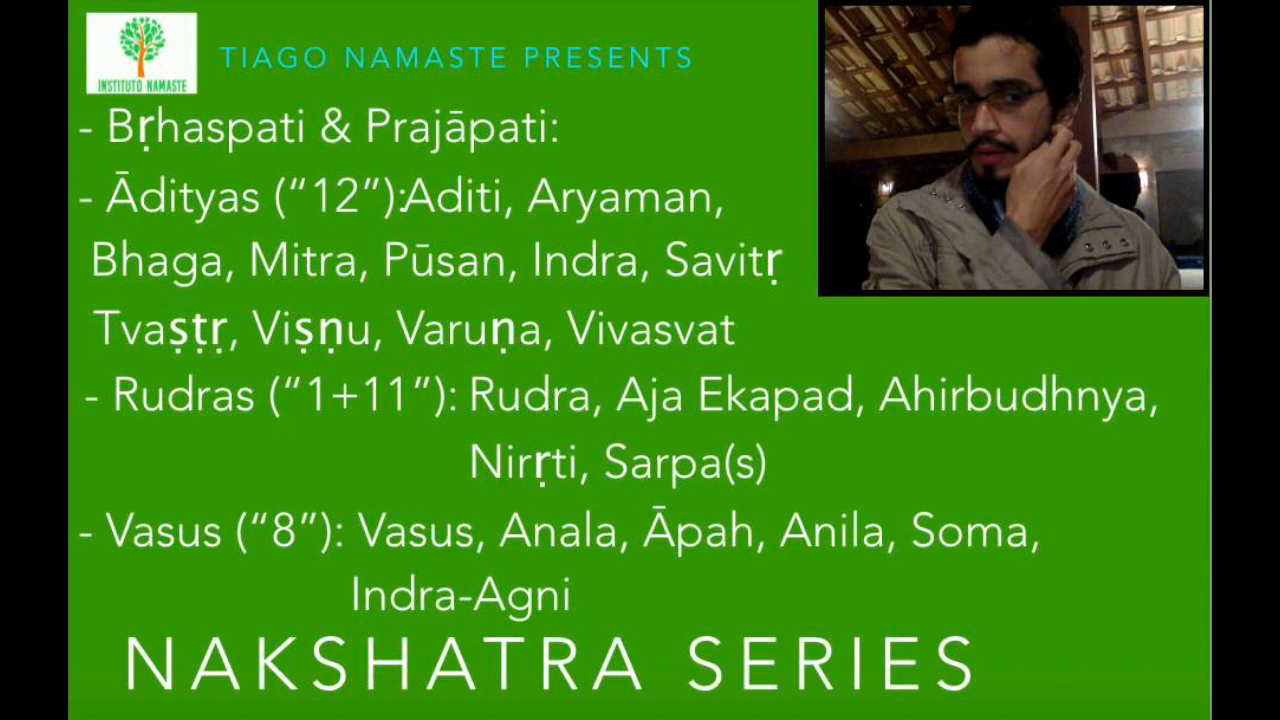 INSTITUTO NAMASTE
TIAGO NAMASTE PRESENTS
- Bṛhaspati & Prajāpati:
- Ādityas (“12”):Aditi, Aryaman,
Bhaga, Mitra, Pūsan, Indra, Savitṛ
Tvaṣṭṛ, Viṣṇu, Varuṇa, Vivasvat
- Rudras (“1+11”): Rudra, Aja Ekapad, Ahirbudhnya,
Nirṛti, Sarpa(s)
- Vasus (“8”): Vasus, Anala, Āpah, Anila, Soma,
Indra-Agni
NAKSHATRA SERIES